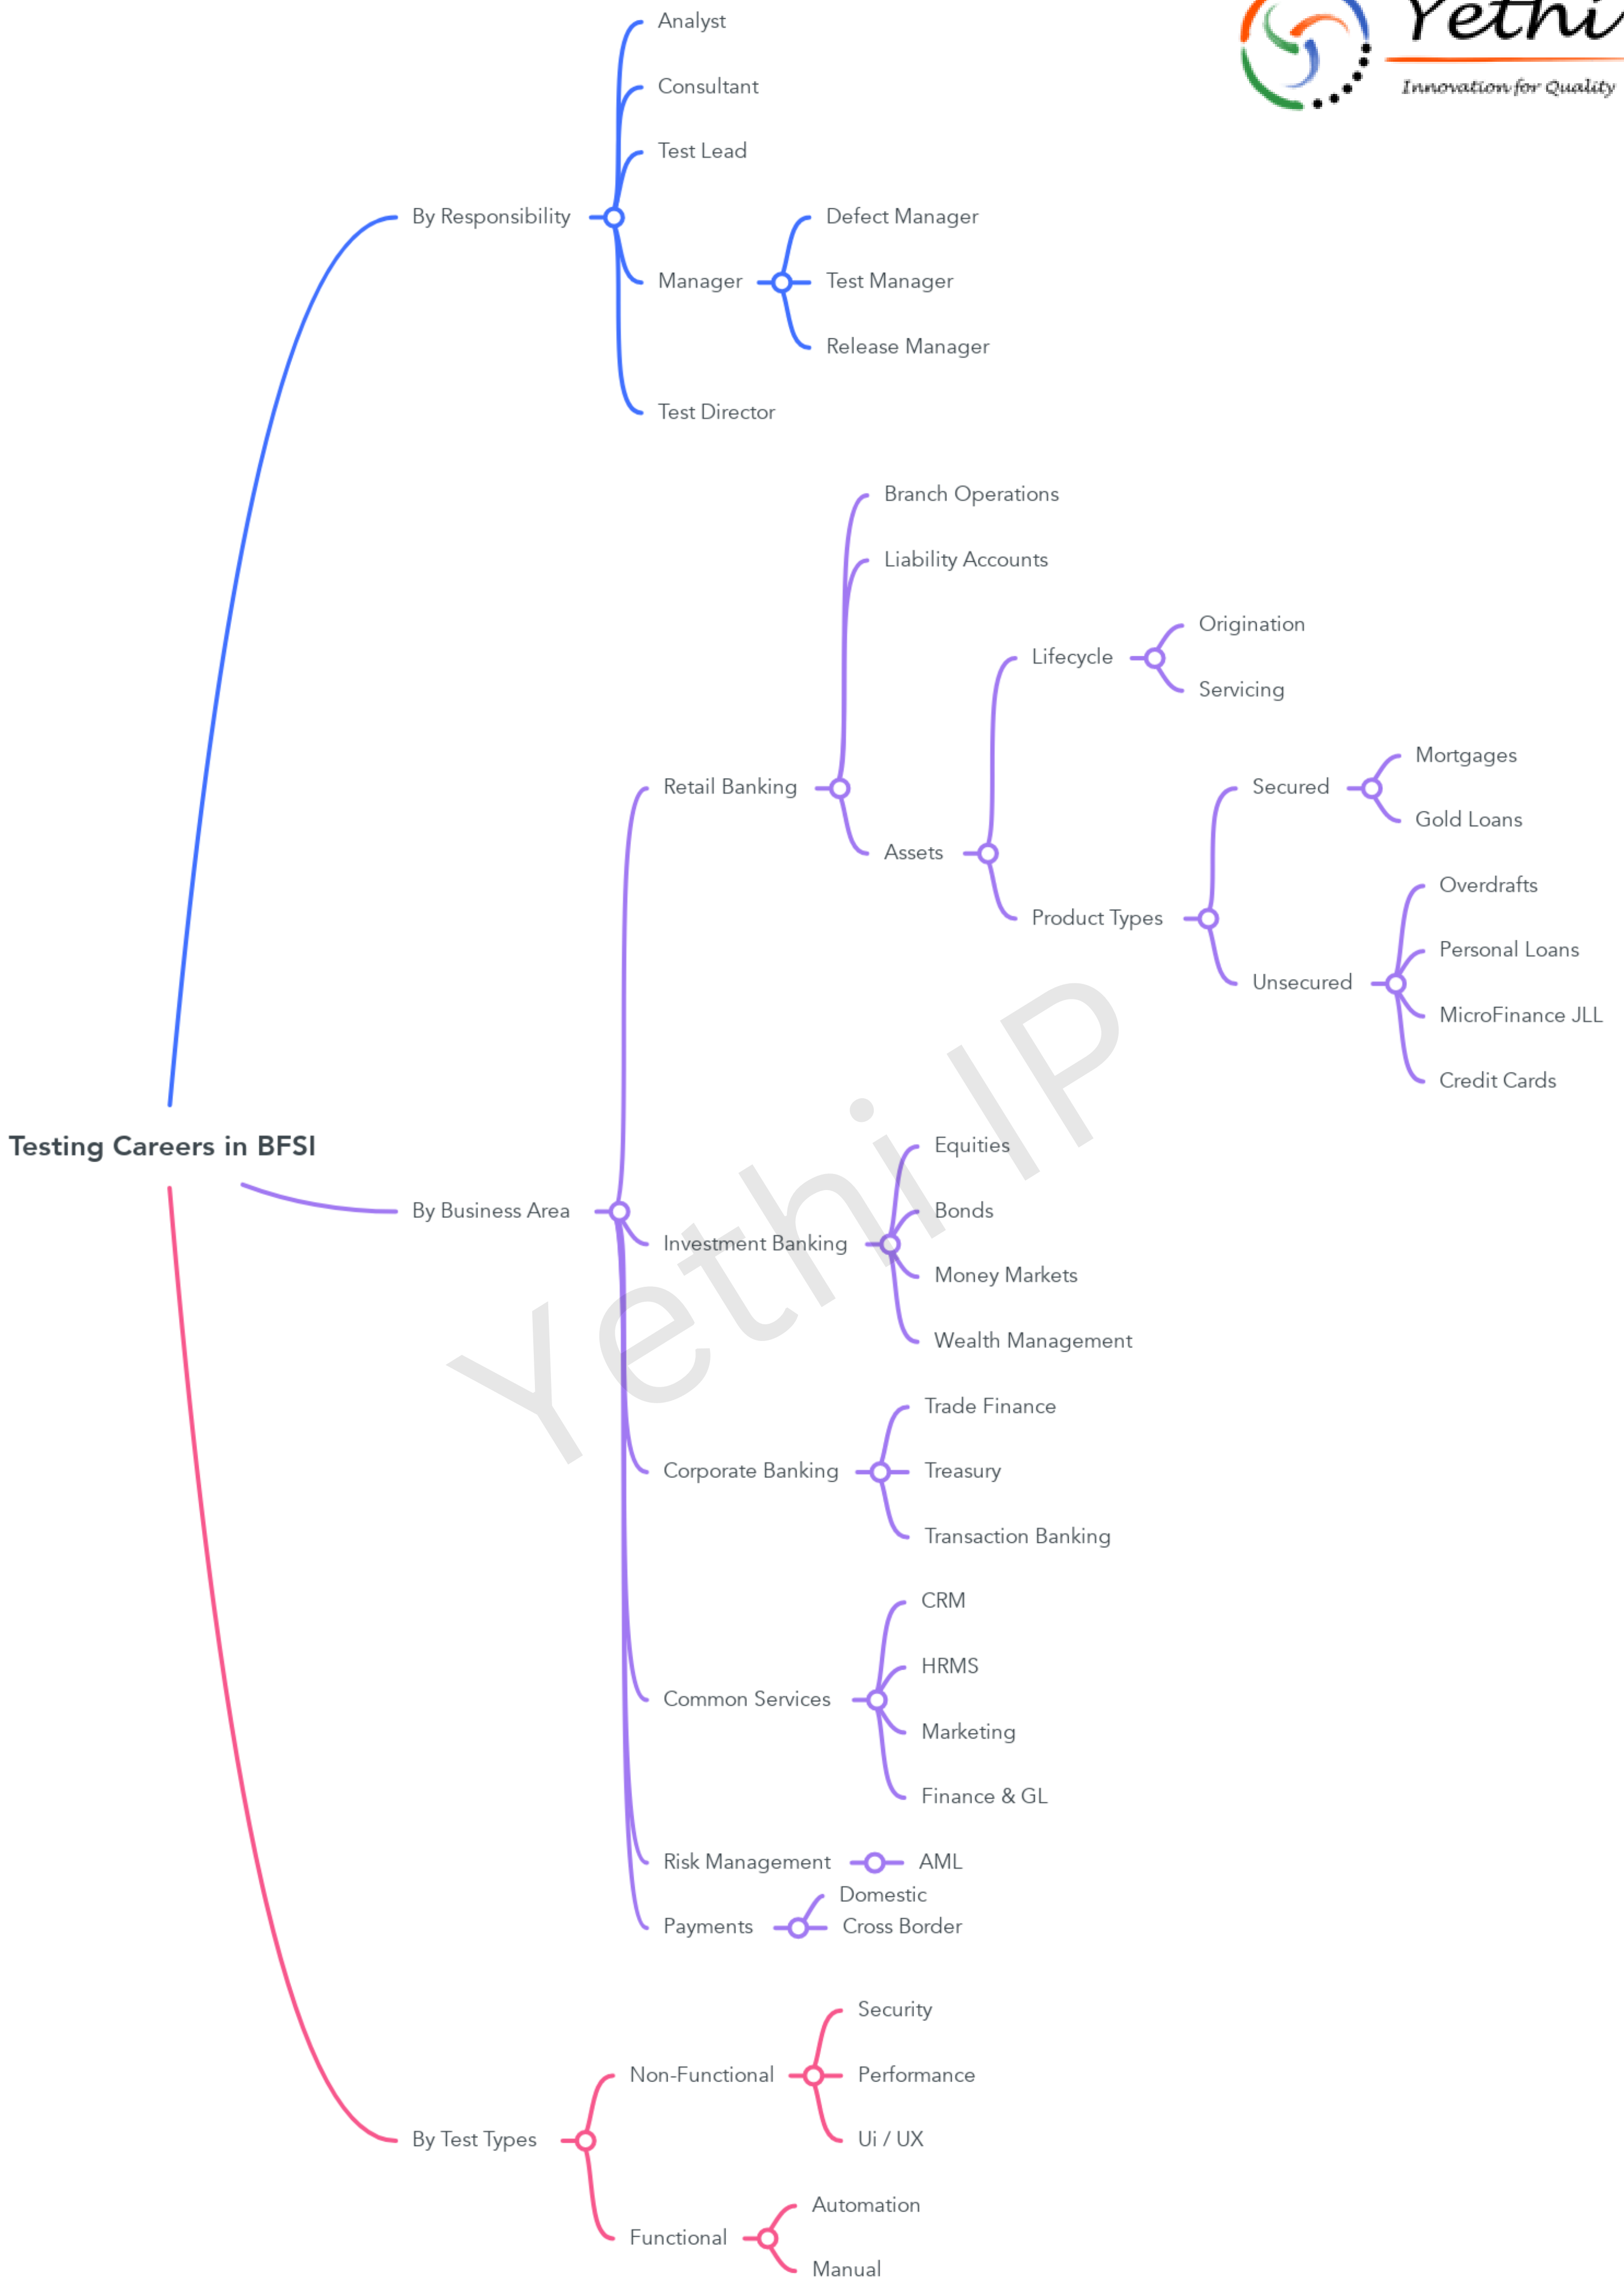 Yethi
Innovation for Quality
Analyst
Consultant
Test Lead
By Responsibility
Defect Manager
Manager
Test Manager
Release Manager
Test Director
Branch Operations
Liability Accounts
Origination
Lifecycle
Servicing
Mortgages
Retail Banking
Secured
Gold Loans
Assets
Overdrafts
Product Types
Personal Loans
Unsecured
MicroFinance JLL
Credit Cards
Testing Careers in BFSI
Equities
By Business Area
Bonds
Investment Banking
Money Markets
Wealth Management
Yethi IP
Trade Finance
Corporate Banking
Treasury
Transaction Banking
CRM
HRMS
Common Services
Marketing
Finance & GL
Risk Management
AML
Domestic
Payments
Cross Border
Security
Non-Functional
Performance
By Test Types
Ui / UX
Automation
Functional
Manual